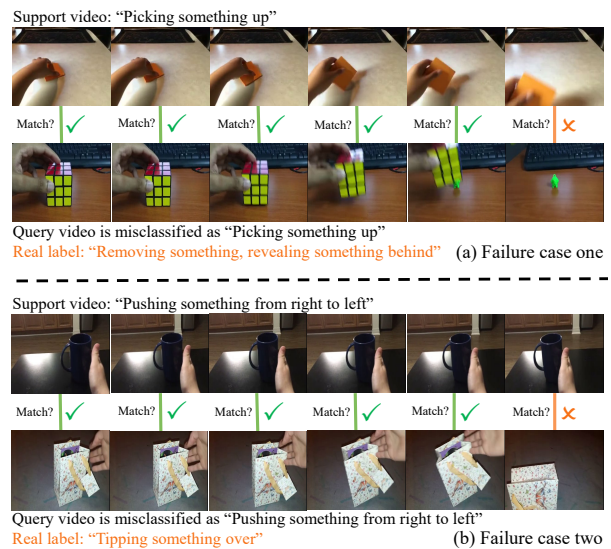 Support video: “Picking something up”
Match? ✓ Match? ✓ Match? ✓ Match? ✓ Match? ✓ Match? ✗
Query video is misclassified as “Picking something up”
Real label: “Removing something, revealing something behind” (a) Failure case one
Support video: “Pushing something from right to left”
Match? ✓ Match? ✓ Match? ✓ Match? ✓ Match? ✓ Match? ✗
Query video is misclassified as “Pushing something from right to left”
Real label: “Tipping something over” (b) Failure case two